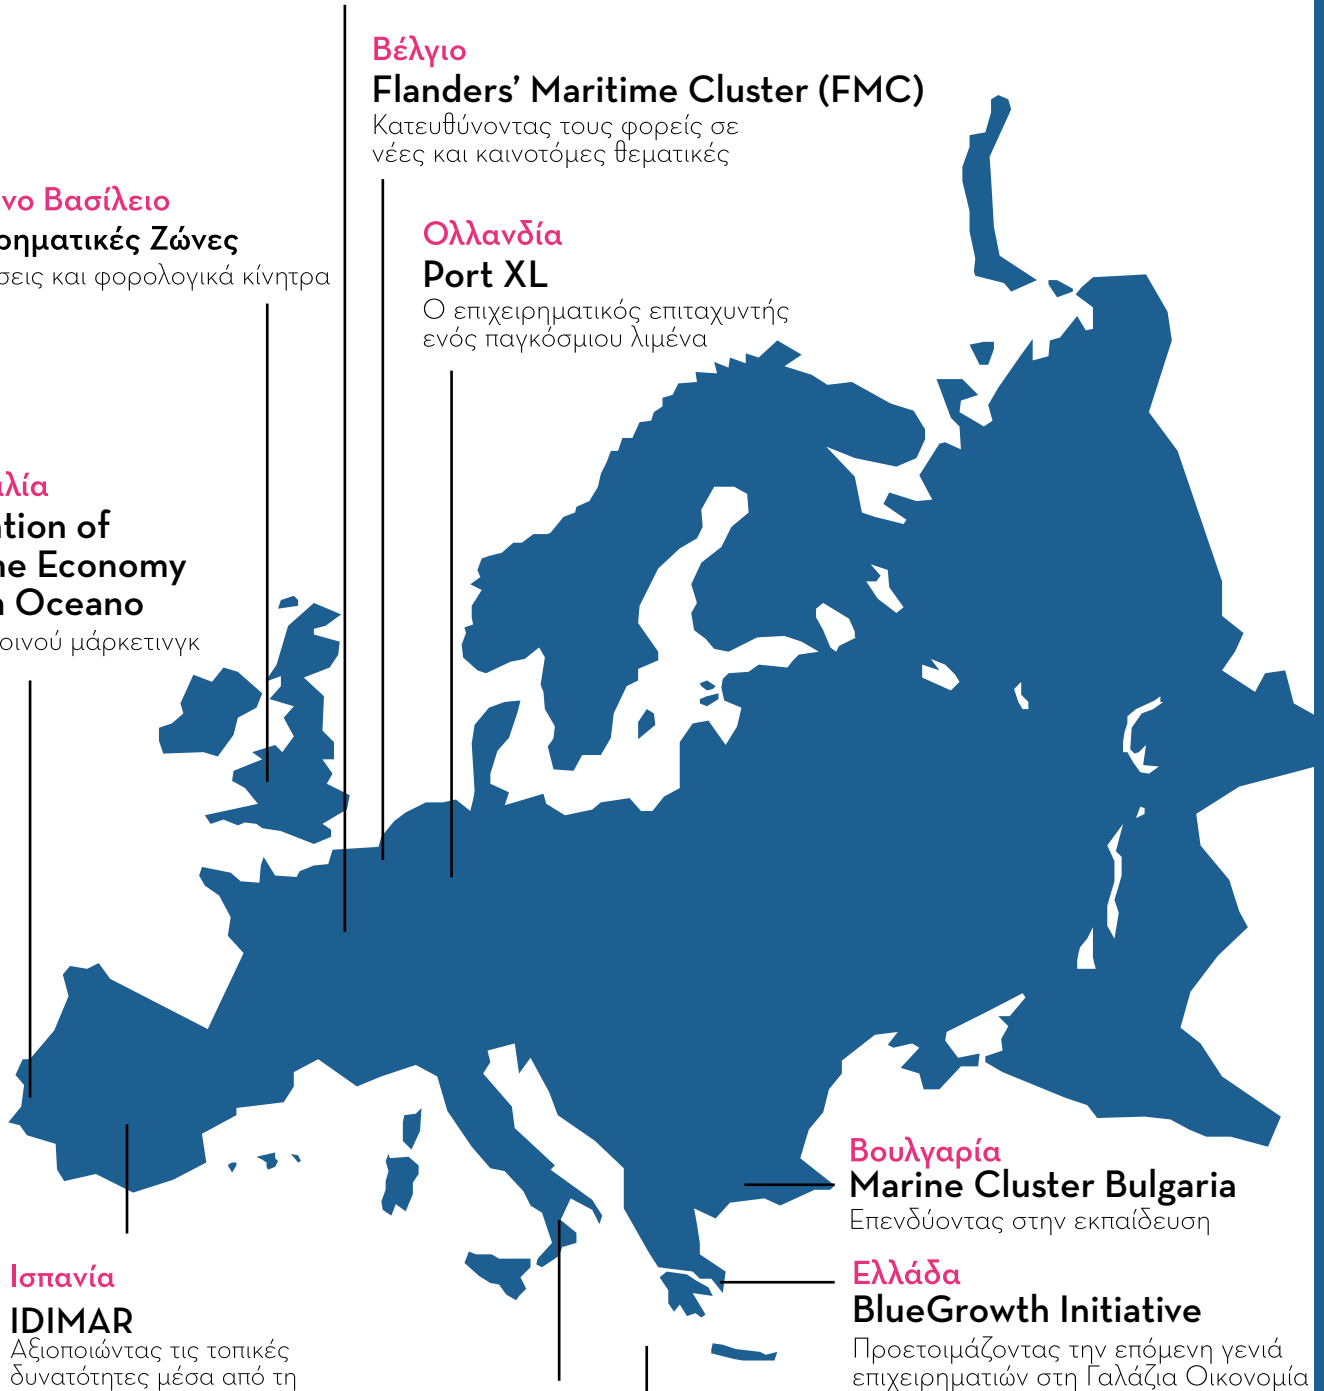 Βέλγιο
Flanders’ Maritime Cluster (FMC)
Κατευθύνοντας τους φορείς σε
νέες και καινοτόμες θεματικές
νο Βασίλειο
ρηματικές Ζώνες
σεις και φορολογικά κίνητρα
Ολλανδία
Port XL
Ο επιχειρηματικός επιταχυντής
ενός παγκόσμιου λιμένα
αλία
ation of
ne Economy
Oceano
οινού μάρκετινγκ
Βουλγαρία
Marine Cluster Bulgaria
Επενδύοντας στην εκπαίδευση
Ισπανία
IDIMAR
Αξιοποιώντας τις τοπικές
δυνατότητες μέσα από τη
Ελλάδα
BlueGrowth Initiative
Προετοιμάζοντας την επόμενη γενιά
επιχειρηματιών στη Γαλάζια Οικονομία